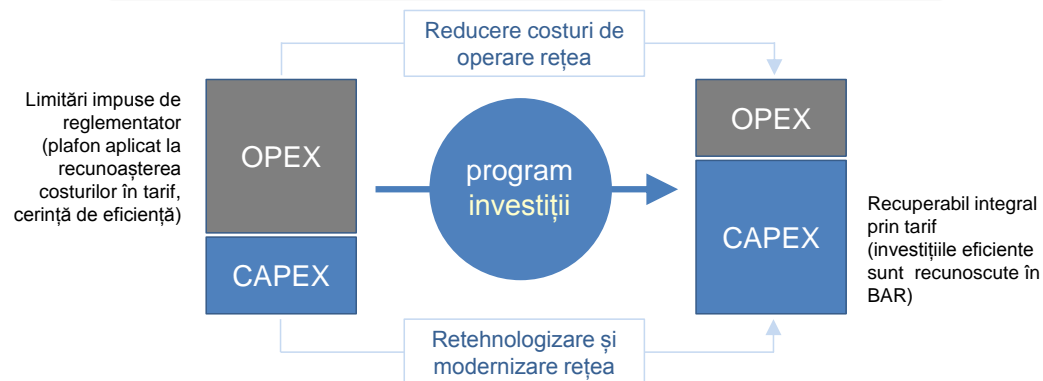 Reducere costuri de
operare rețea
Limitări impuse de
reglementator
(plafon aplicat la
recunoașterea
costurilor în tarif,
cerință de eficiență)
OPEX
CAPEX
program
investiții
OPEX
CAPEX
Recuperabil integral
prin tarif
(investițiile eficiente
sunt recunoscute în
BAR)
Retehnologizare și
modernizare rețea